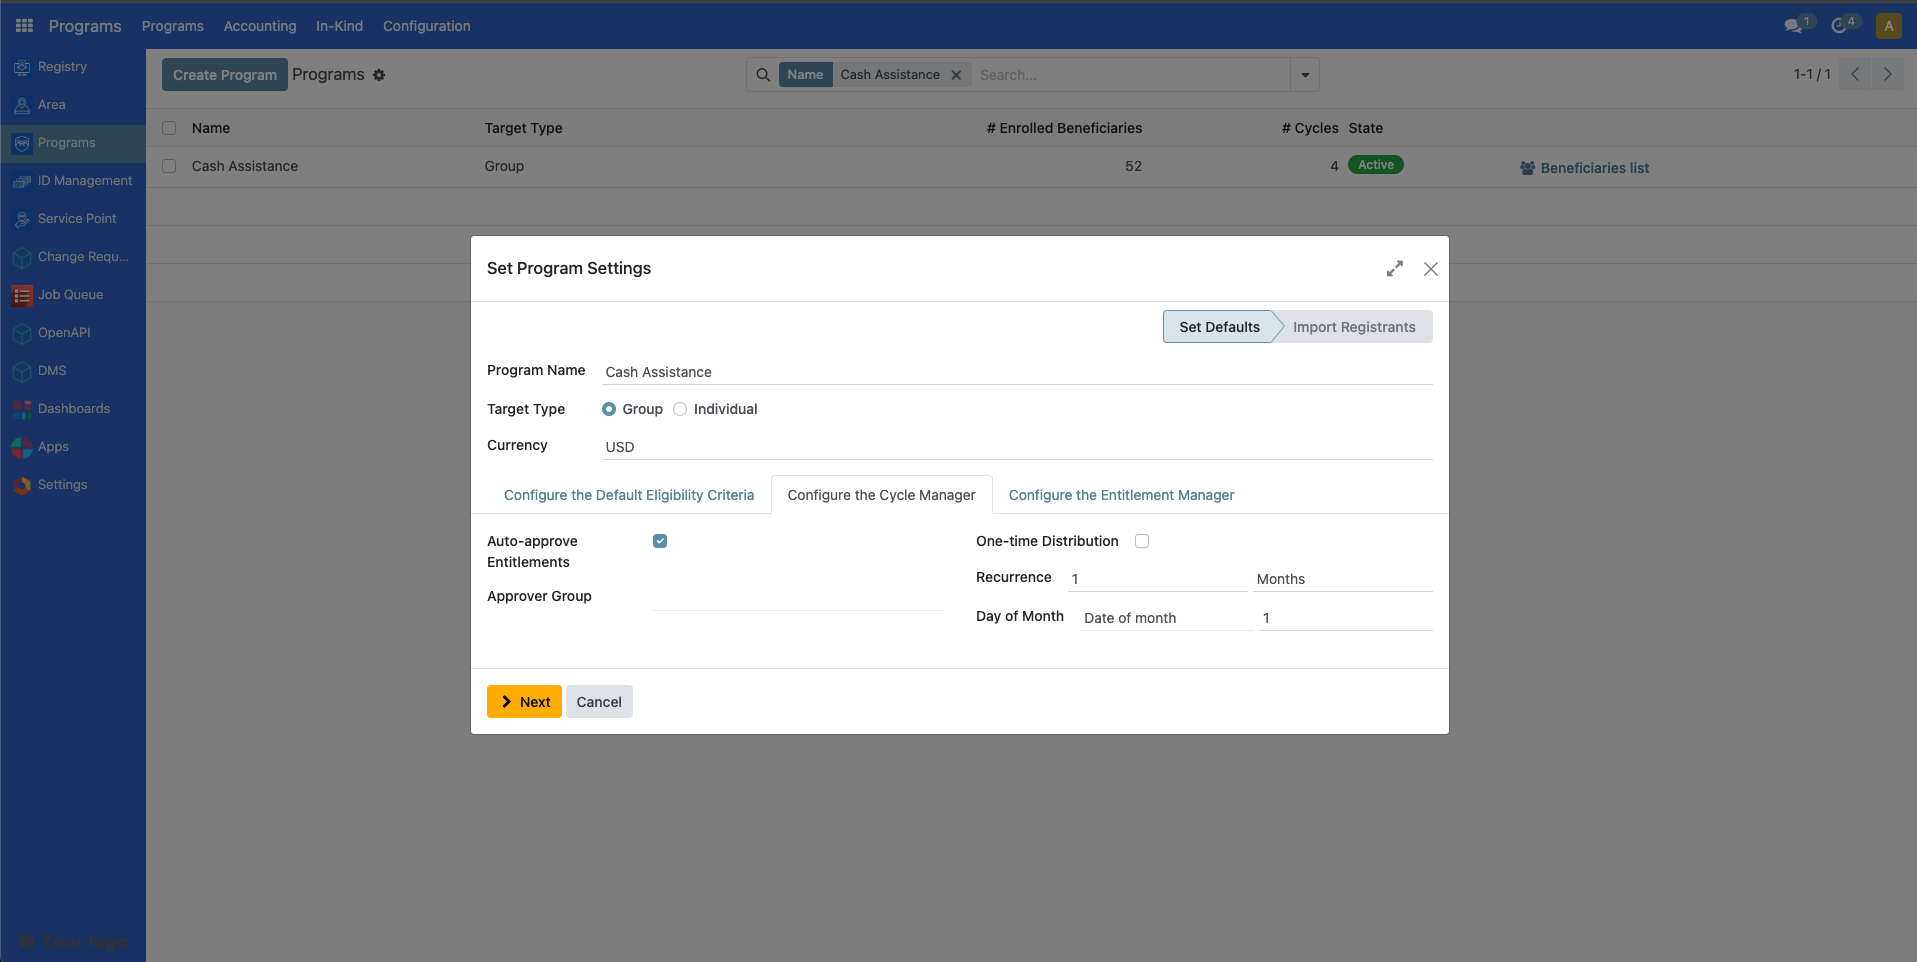 Programs Programs Accounting In-Kind Configuration 1 4 A
Registry
Area
Programs
ID Management
Service Point
Change Requ...
Job Queue
OpenAPI
DMS
Dashboards
Apps
Settings
Your logo
Create Program Programs Name Cash Assistance Search... 1-1 / 1
Name Target Type # Enrolled Beneficiaries # Cycles State
Cash Assistance Group 52 4 Active Beneficiaries list
Set Program Settings
Set Defaults Import Registrants
Program Name Cash Assistance
Target Type Group Individual
Currency USD
Configure the Default Eligibility Criteria Configure the Cycle Manager Configure the Entitlement Manager
Auto-approve Entitlements
Approver Group
One-time Distribution
Recurrence 1 Months
Day of Month Date of month 1
Next Cancel